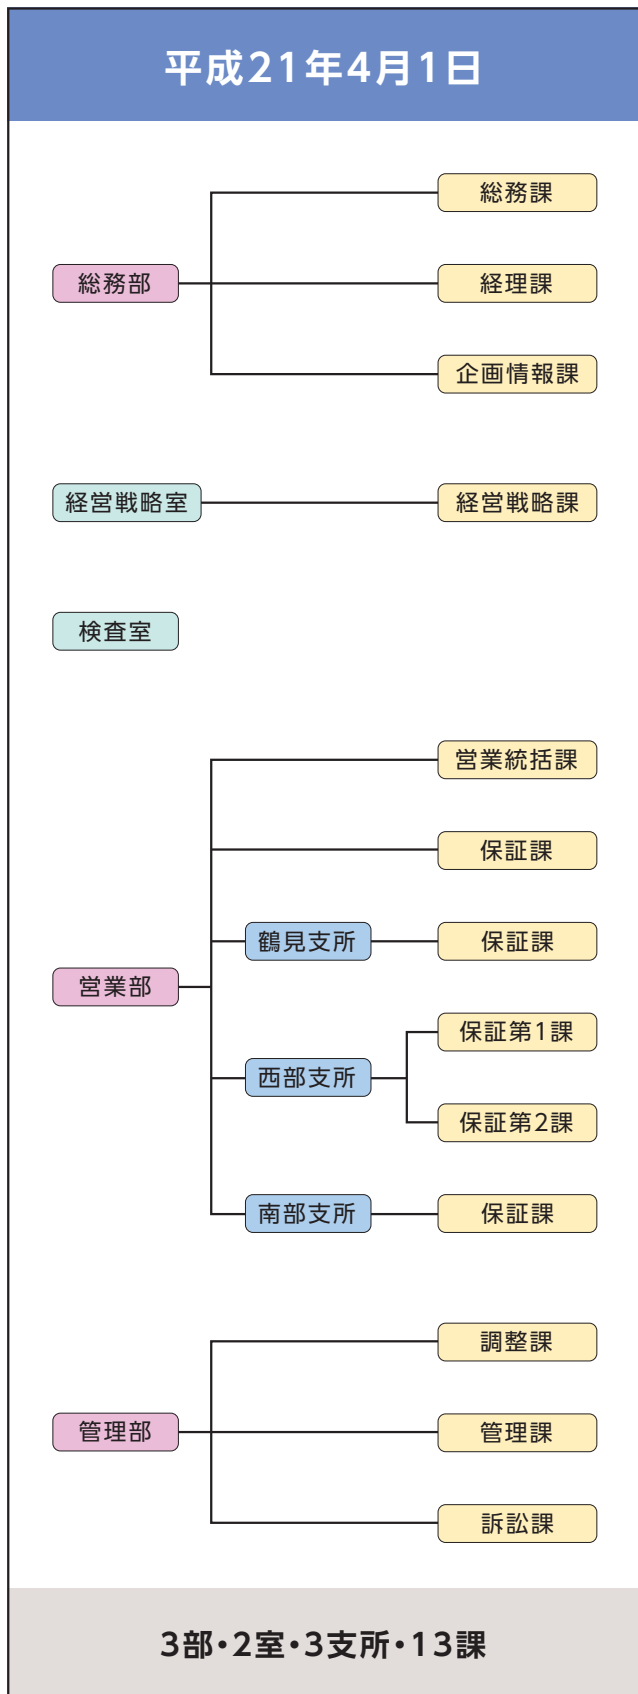 平成21年4月1日
総務部
総務課
経理課
企画情報課
経営戦略室
経営戦略課
検査室
営業部
営業統括課
保証課
鶴見支所
保証課
西部支所
保証第1課
保証第2課
南部支所
保証課
管理部
調整課
管理課
訴訟課
3部・2室・3支所・13課